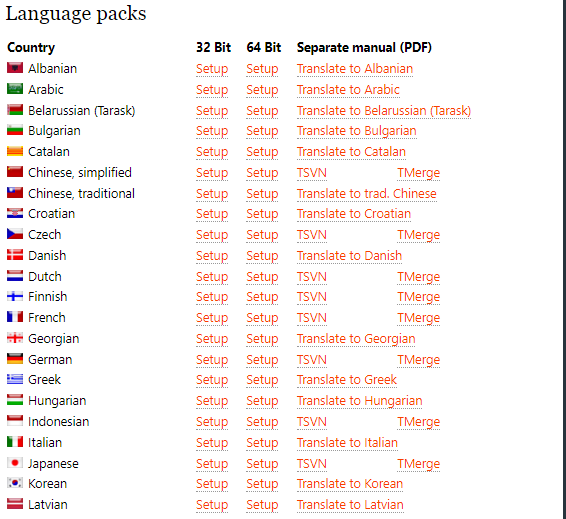 Language packs
Country 32 Bit 64 Bit Separate manual (PDF)
Albanian Setup Setup Translate to Albanian
Arabic Setup Setup Translate to Arabic
Belarussian (Tarask) Setup Setup Translate to Belarussian (Tarask)
Bulgarian Setup Setup Translate to Bulgarian
Catalan Setup Setup Translate to Catalan
Chinese, simplified Setup Setup TSVN TMerge
Chinese, traditional Setup Setup Translate to trad. Chinese
Croatian Setup Setup Translate to Croatian
Czech Setup Setup TSVN TMerge
Danish Setup Setup Translate to Danish
Dutch Setup Setup TSVN TMerge
Finnish Setup Setup TSVN TMerge
French Setup Setup TSVN TMerge
Georgian Setup Setup Translate to Georgian
German Setup Setup TSVN TMerge
Greek Setup Setup Translate to Greek
Hungarian Setup Setup Translate to Hungarian
Indonesian Setup Setup TSVN TMerge
Italian Setup Setup Translate to Italian
Japanese Setup Setup TSVN TMerge
Korean Setup Setup Translate to Korean
Latvian Setup Setup Translate to Latvian